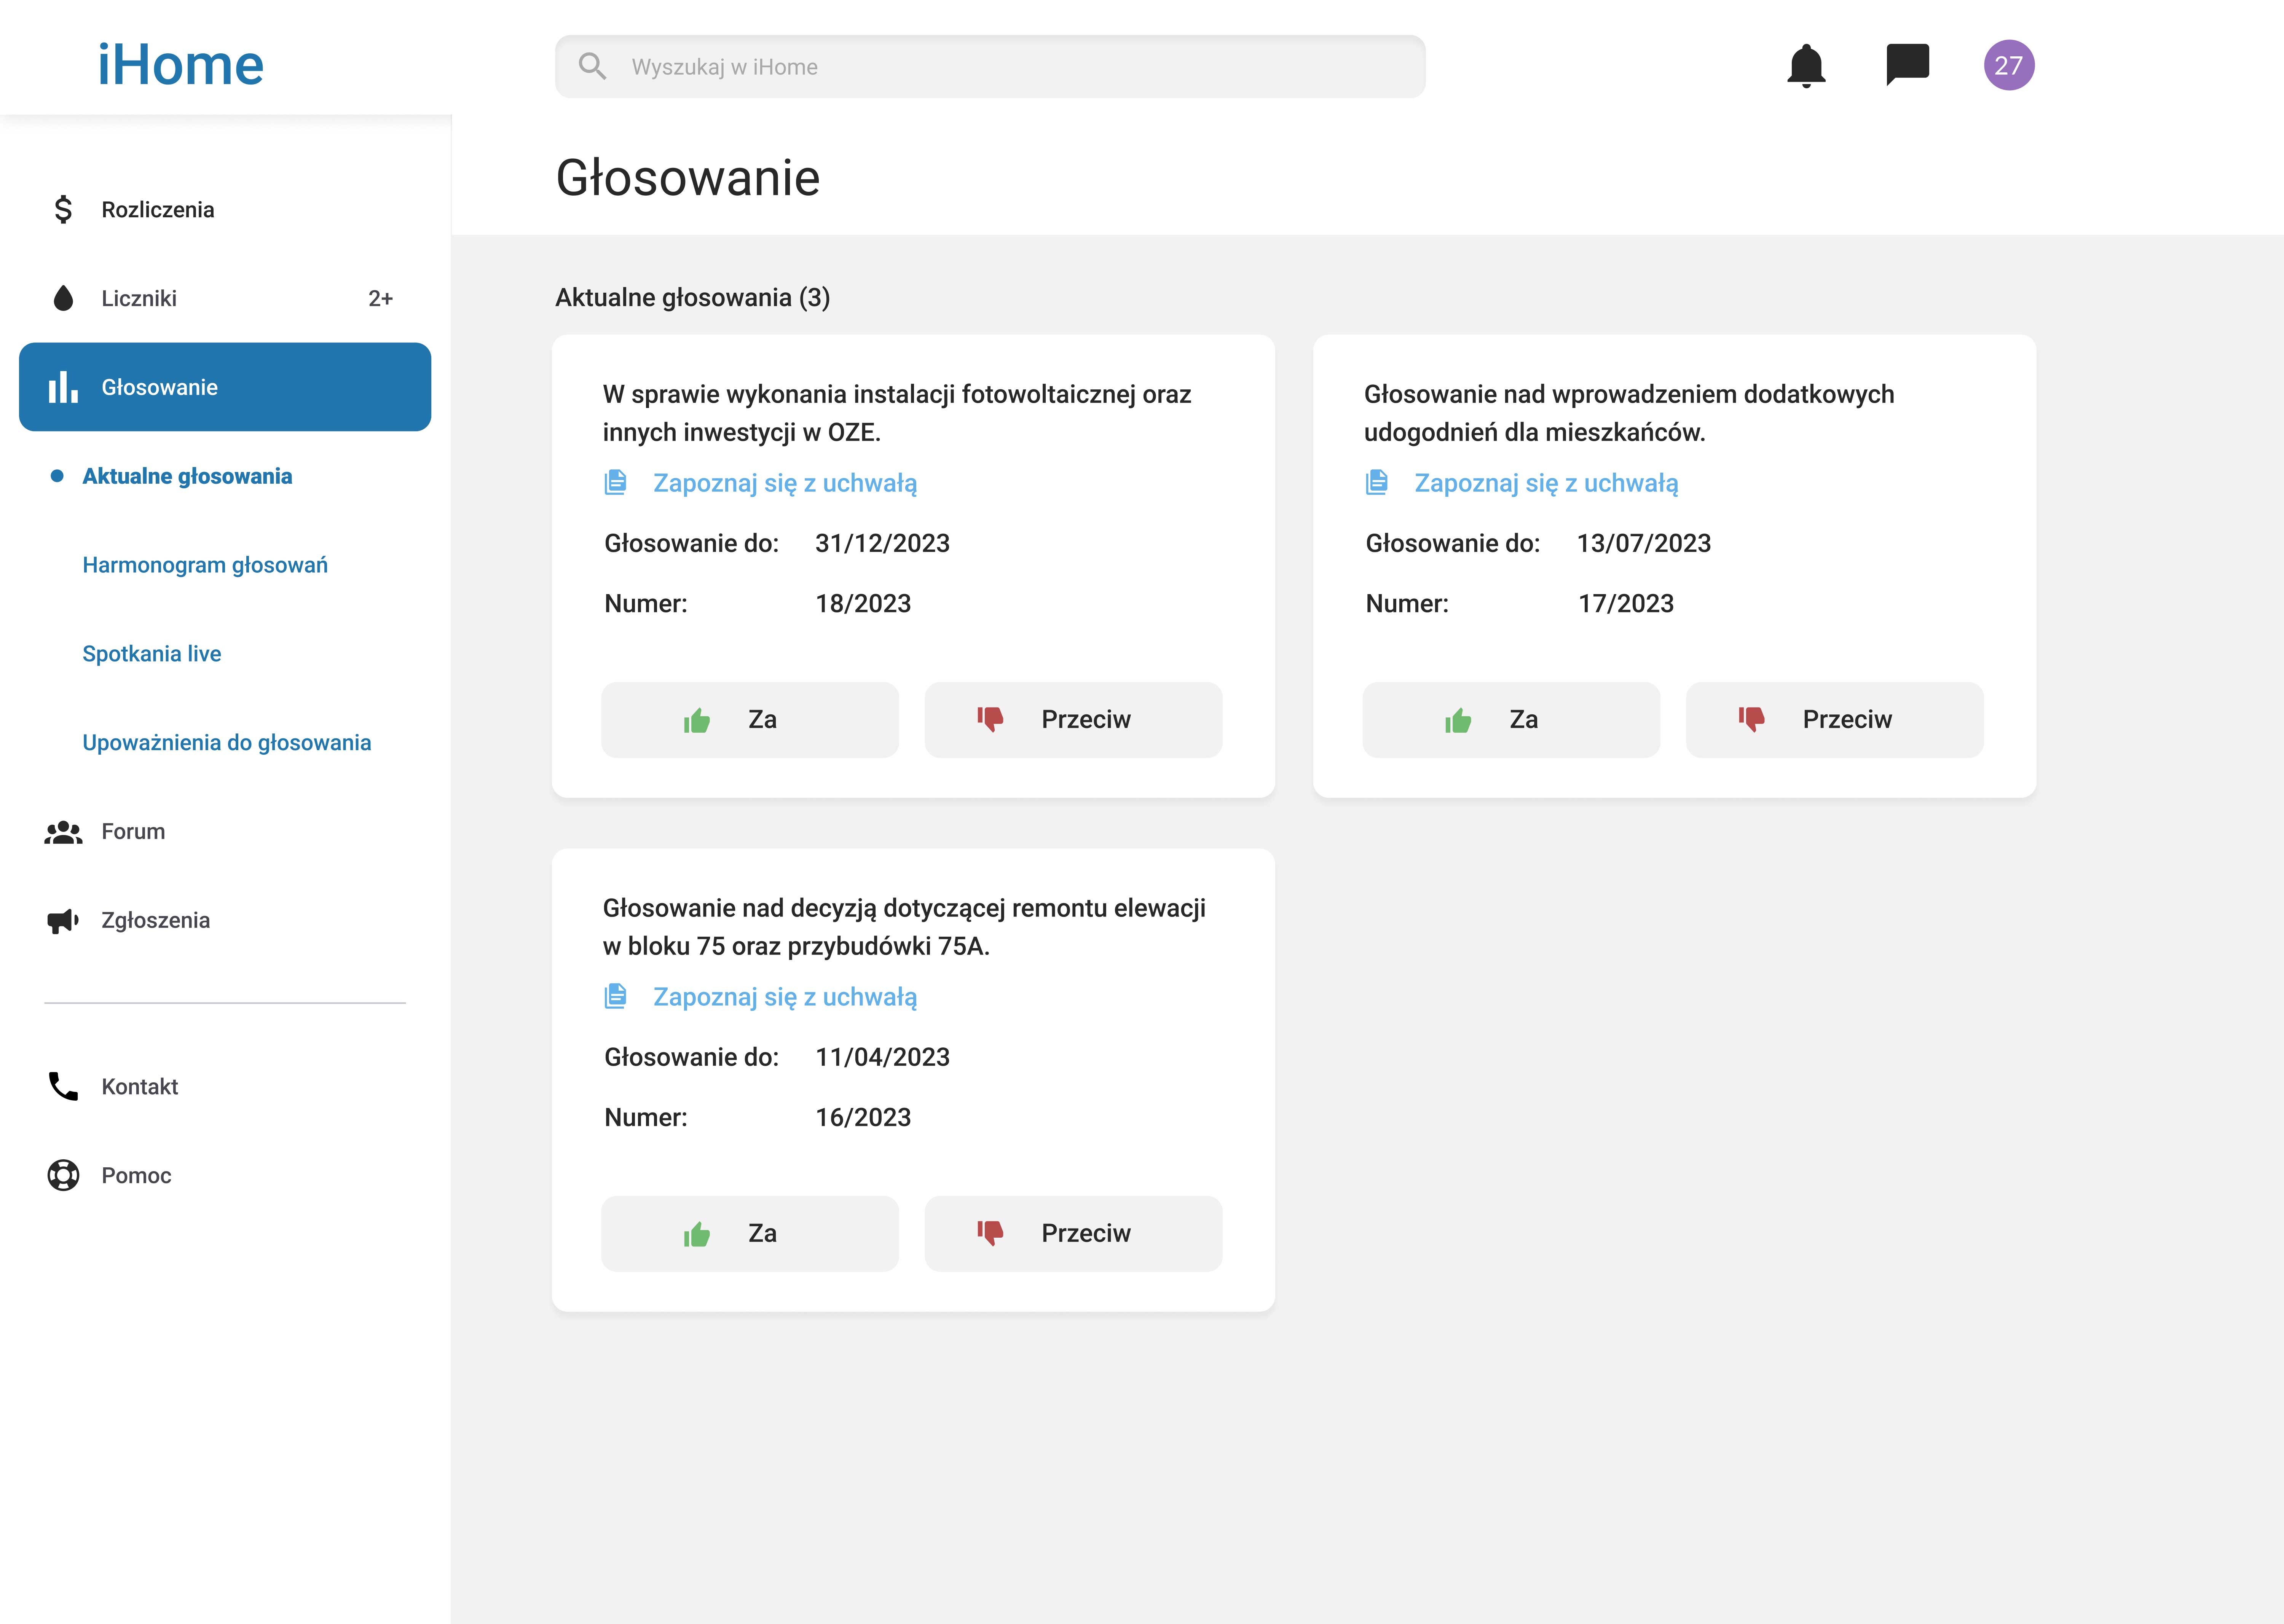 iHome
Wyszukaj w iHome
27
Głosowanie
Rozliczenia
Liczniki 2+
Głosowanie
Aktualne głosowania
Harmonogram głosowań
Spotkania live
Upoważnienia do głosowania
Forum
Zgłoszenia
Kontakt
Pomoc
Aktualne głosowania (3)
W sprawie wykonania instalacji fotowoltaicznej oraz
innych inwestycji w OZE.
Zapoznaj się z uchwałą
Głosowanie do: 31/12/2023
Numer: 18/2023
Za Przeciw
Głosowanie nad wprowadzeniem dodatkowych
udogodnień dla mieszkańców.
Zapoznaj się z uchwałą
Głosowanie do: 13/07/2023
Numer: 17/2023
Za Przeciw
Głosowanie nad decyzją dotyczącej remontu elewacji
w bloku 75 oraz przybudówki 75A.
Zapoznaj się z uchwałą
Głosowanie do: 11/04/2023
Numer: 16/2023
Za Przeciw